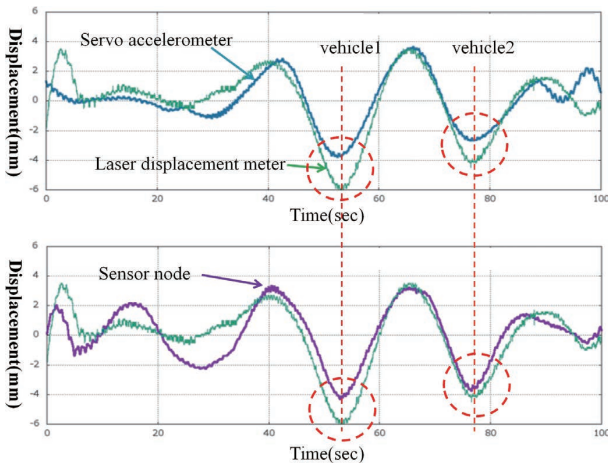 Displacement(mm)
6
4
2
0
-2
-4
-6
Servo accelerometer
vehicle1
vehicle2
Laser displacement meter
0
20
40
60
80
100
Time(sec)
Displacement(mm)
6
4
2
0
-2
-4
-6
Sensor node
0
20
40
60
80
100
Time(sec)